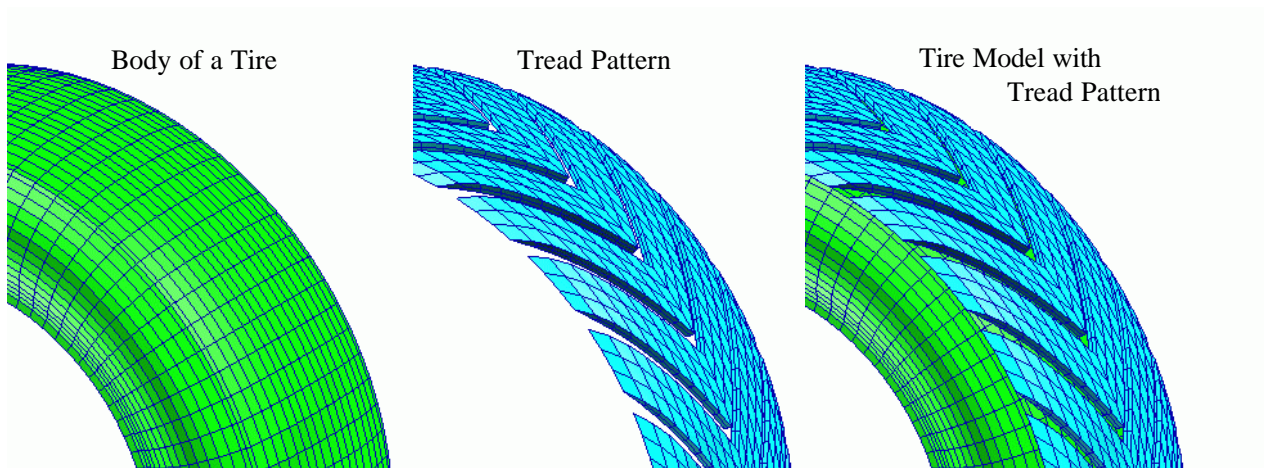 Body of a Tire
Tread Pattern
Tire Model with
Tread Pattern